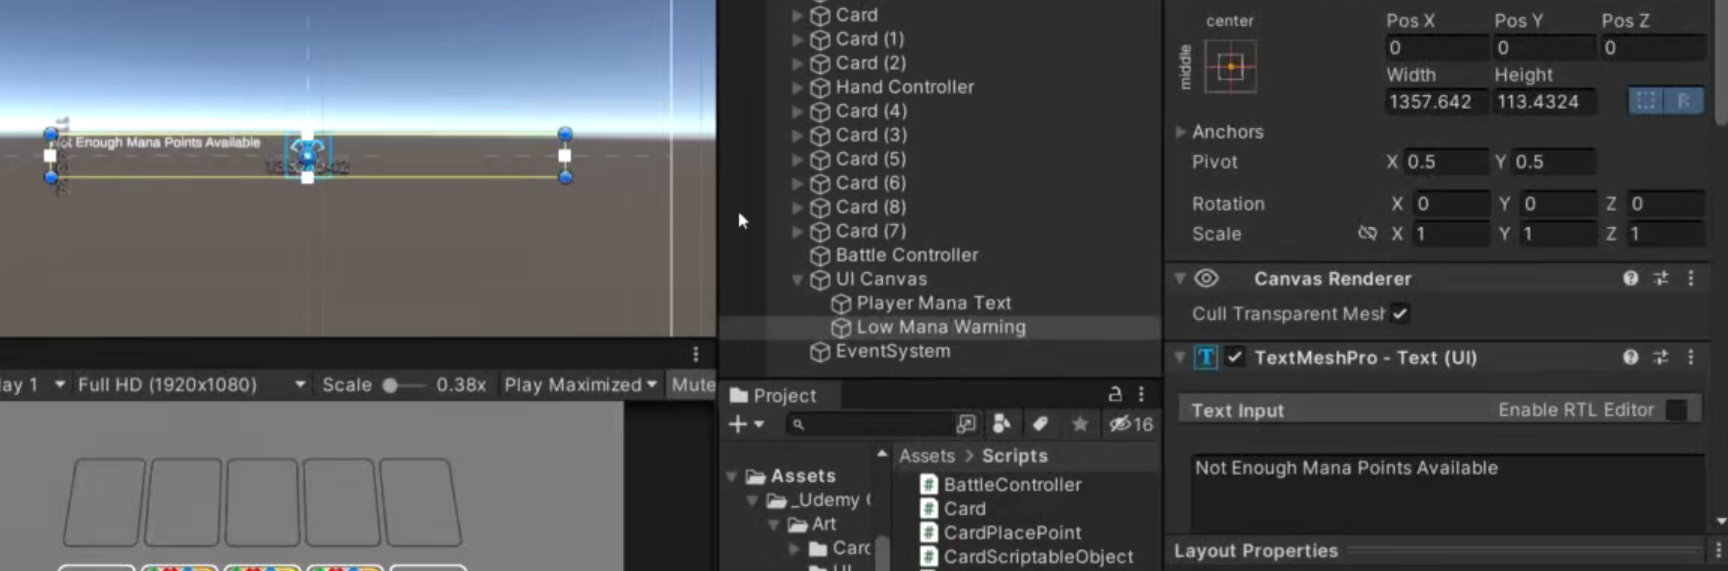 Not Enough Mana Points Available
Card
Card (1)
Card (2)
Hand Controller
Card (4)
Card (3)
Card (5)
Card (6)
Card (8)
Card (7)
Battle Controller
UI Canvas
Player Mana Text
Low Mana Warning
EventSystem
center
middle
Pos X Pos Y Pos Z
0 0 0
Width Height
1357.642 113.4324
R
Anchors
Pivot X 0.5 Y 0.5
Rotation X 0 Y 0 Z 0
Scale X 1 Y 1 Z 1
Canvas Renderer
Cull Transparent Mesh
TextMeshPro - Text (UI)
Text Input Enable RTL Editor
Not Enough Mana Points Available
Layout Properties
lay 1 Full HD (1920x1080) Scale 0.38x Play Maximized Mute
Project
16
Assets > Scripts
Assets
_Udemy
Art
Card
BattleController
Card
CardPlacePoint
CardScriptableObject